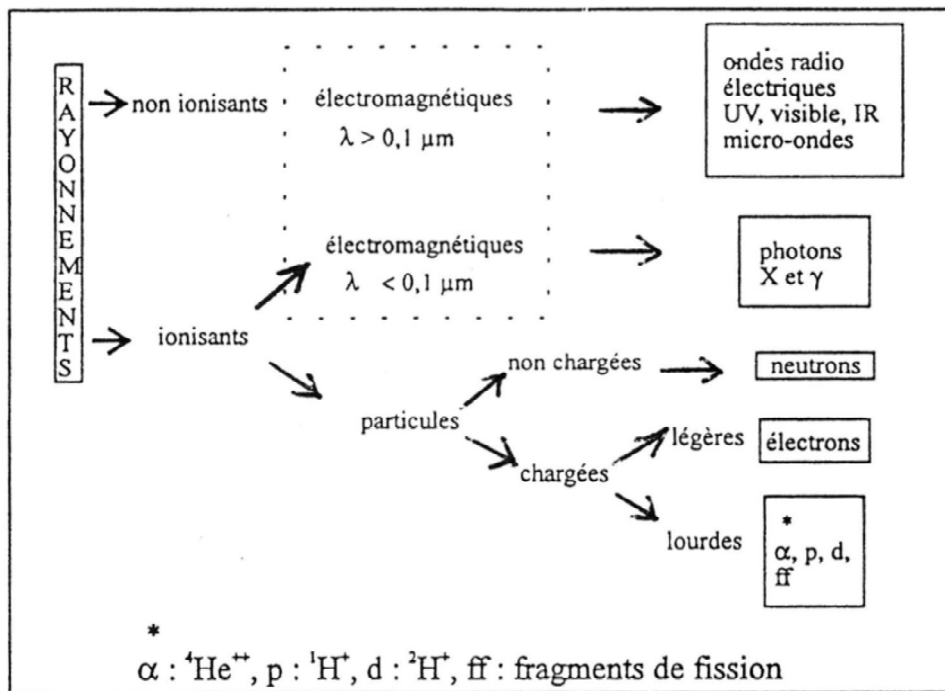 RAYONNEMENTS
non ionisants
électromagnétiques
λ > 0,1 µm
ondes radio
électriques
UV, visible, IR
micro-ondes
ionisants
électromagnétiques
λ < 0,1 µm
photons
X et γ
particules
non chargées
neutrons
chargées
légères
électrons
lourdes
*
α, p, d,
ff
*
α : ⁴He⁺⁺, p : ¹H⁺, d : ²H⁺, ff : fragments de fission